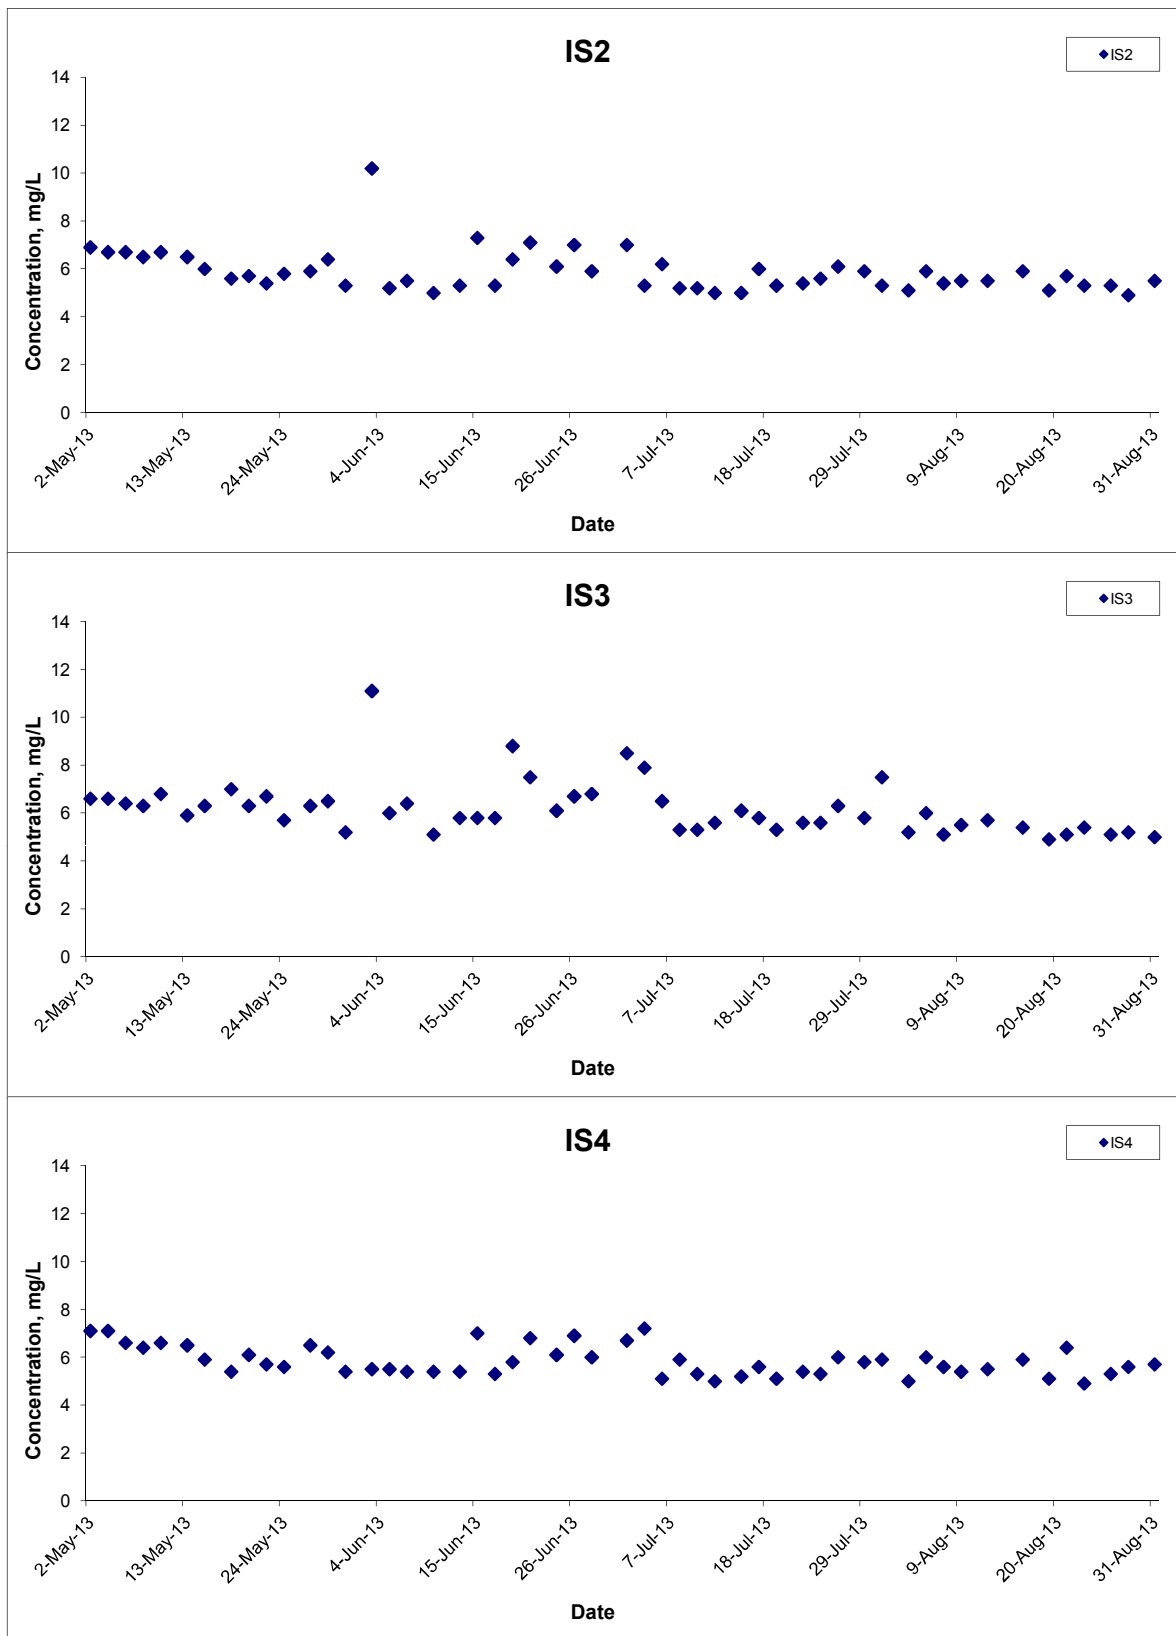 IS2
IS2
14
12
10
8
6
4
2
0
Concentration, mg/L
2-May-13
13-May-13
24-May-13
4-Jun-13
15-Jun-13
26-Jun-13
7-Jul-13
18-Jul-13
29-Jul-13
9-Aug-13
20-Aug-13
31-Aug-13
Date
IS3
IS3
14
12
10
8
6
4
2
0
Concentration, mg/L
2-May-13
13-May-13
24-May-13
4-Jun-13
15-Jun-13
26-Jun-13
7-Jul-13
18-Jul-13
29-Jul-13
9-Aug-13
20-Aug-13
31-Aug-13
Date
IS4
IS4
14
12
10
8
6
4
2
0
Concentration, mg/L
2-May-13
13-May-13
24-May-13
4-Jun-13
15-Jun-13
26-Jun-13
7-Jul-13
18-Jul-13
29-Jul-13
9-Aug-13
20-Aug-13
31-Aug-13
Date